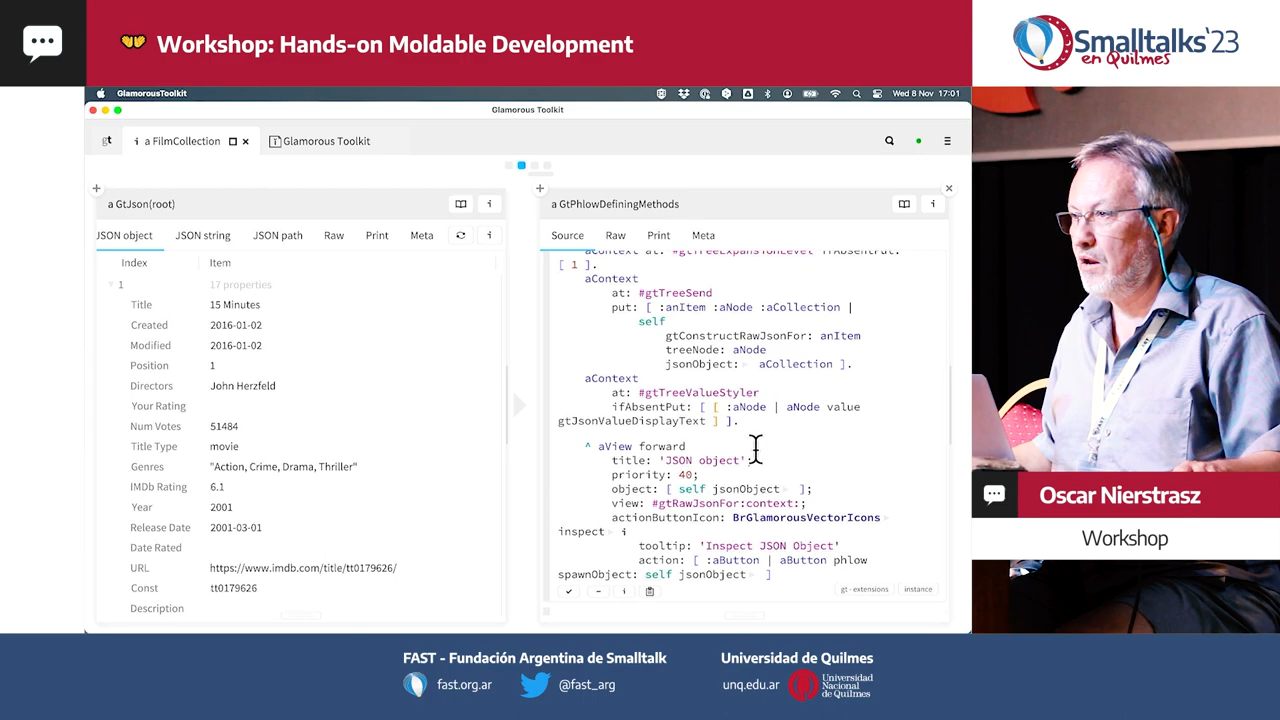 Workshop: Hands-on Moldable Development
Smalltalks'23
en Quilmes
GlamorousToolkit
Wed 8 Nov 17:01
Glamorous Toolkit
gt
i a FilmCollection
Glamorous Toolkit
a GtJson(root)
i
JSON object JSON string JSON path Raw Print Meta
i
Index Item
1 17 properties
Title 15 Minutes
Created 2016-01-02
Modified 2016-01-02
Position 1
Directors John Herzfeld
Your Rating
Num Votes 51484
Title Type movie
Genres "Action, Crime, Drama, Thriller"
IMDb Rating 6.1
Year 2001
Release Date 2001-03-01
Date Rated
URL https://www.imdb.com/title/tt0179626/
Const tt0179626
Description
a GtPhlowDefiningMethods
i
Source Raw Print Meta
aContext at: #gtTreeExpansionLevel ifAbsentPut:
[ 1 ].
aContext
at: #gtTreeSend
put: [ :anItem :aNode :aCollection |
self
gtConstructRawJsonFor: anItem
treeNode: aNode
jsonObject: aCollection ].
aContext
at: #gtTreeValueStyler
ifAbsentPut: [ [ :aNode | aNode value
gtJsonValueDisplayText ] ].
^ aView forward
title: 'JSON object';
priority: 40;
object: [ self jsonObject ];
view: #gtRawJsonFor:context:;
actionButtonIcon: BrGlamorousVectorIcons
inspect i
tooltip: 'Inspect JSON Object'
action: [ :aButton | aButton phlow
spawnObject: self jsonObject ]
i
gt - extensions instance
Oscar Nierstrasz
Workshop
FAST - Fundación Argentina de Smalltalk
fast.org.ar @fast_arg
Universidad de Quilmes
unq.edu.ar
Universidad
Nacional
de Quilmes